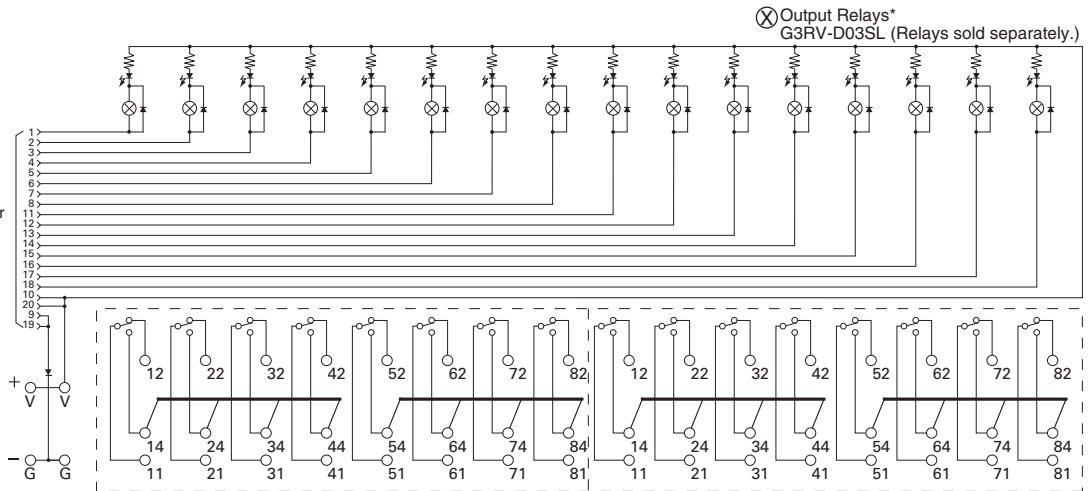 Output Relays*
G3RV-D03SL (Relays sold separately.)
1
2
3
4
5
6
7
8
11
r
12
13
14
15
16
17
18
10
20
9
19
12 22 32 42 52 62 72 82 12 22 32 42 52 62 72 82
+
V V
14 24 34 44 54 64 74 84 14 24 34 44 54 64 74 84
−
G G
11 21 31 41 51 61 71 81 11 21 31 41 51 61 71 81